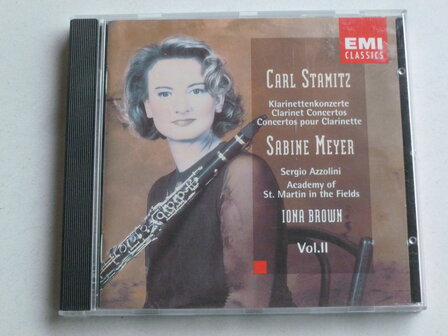 EMI
CLASSICS
CARL STAMITZ
Klarinettenkonzerte
Clarinet Concertos
Concertos pour Clarinette
SABINE MEYER
Sergio Azzolini
Academy of
St. Martin in the Fields
IONA BROWN
Vol.II